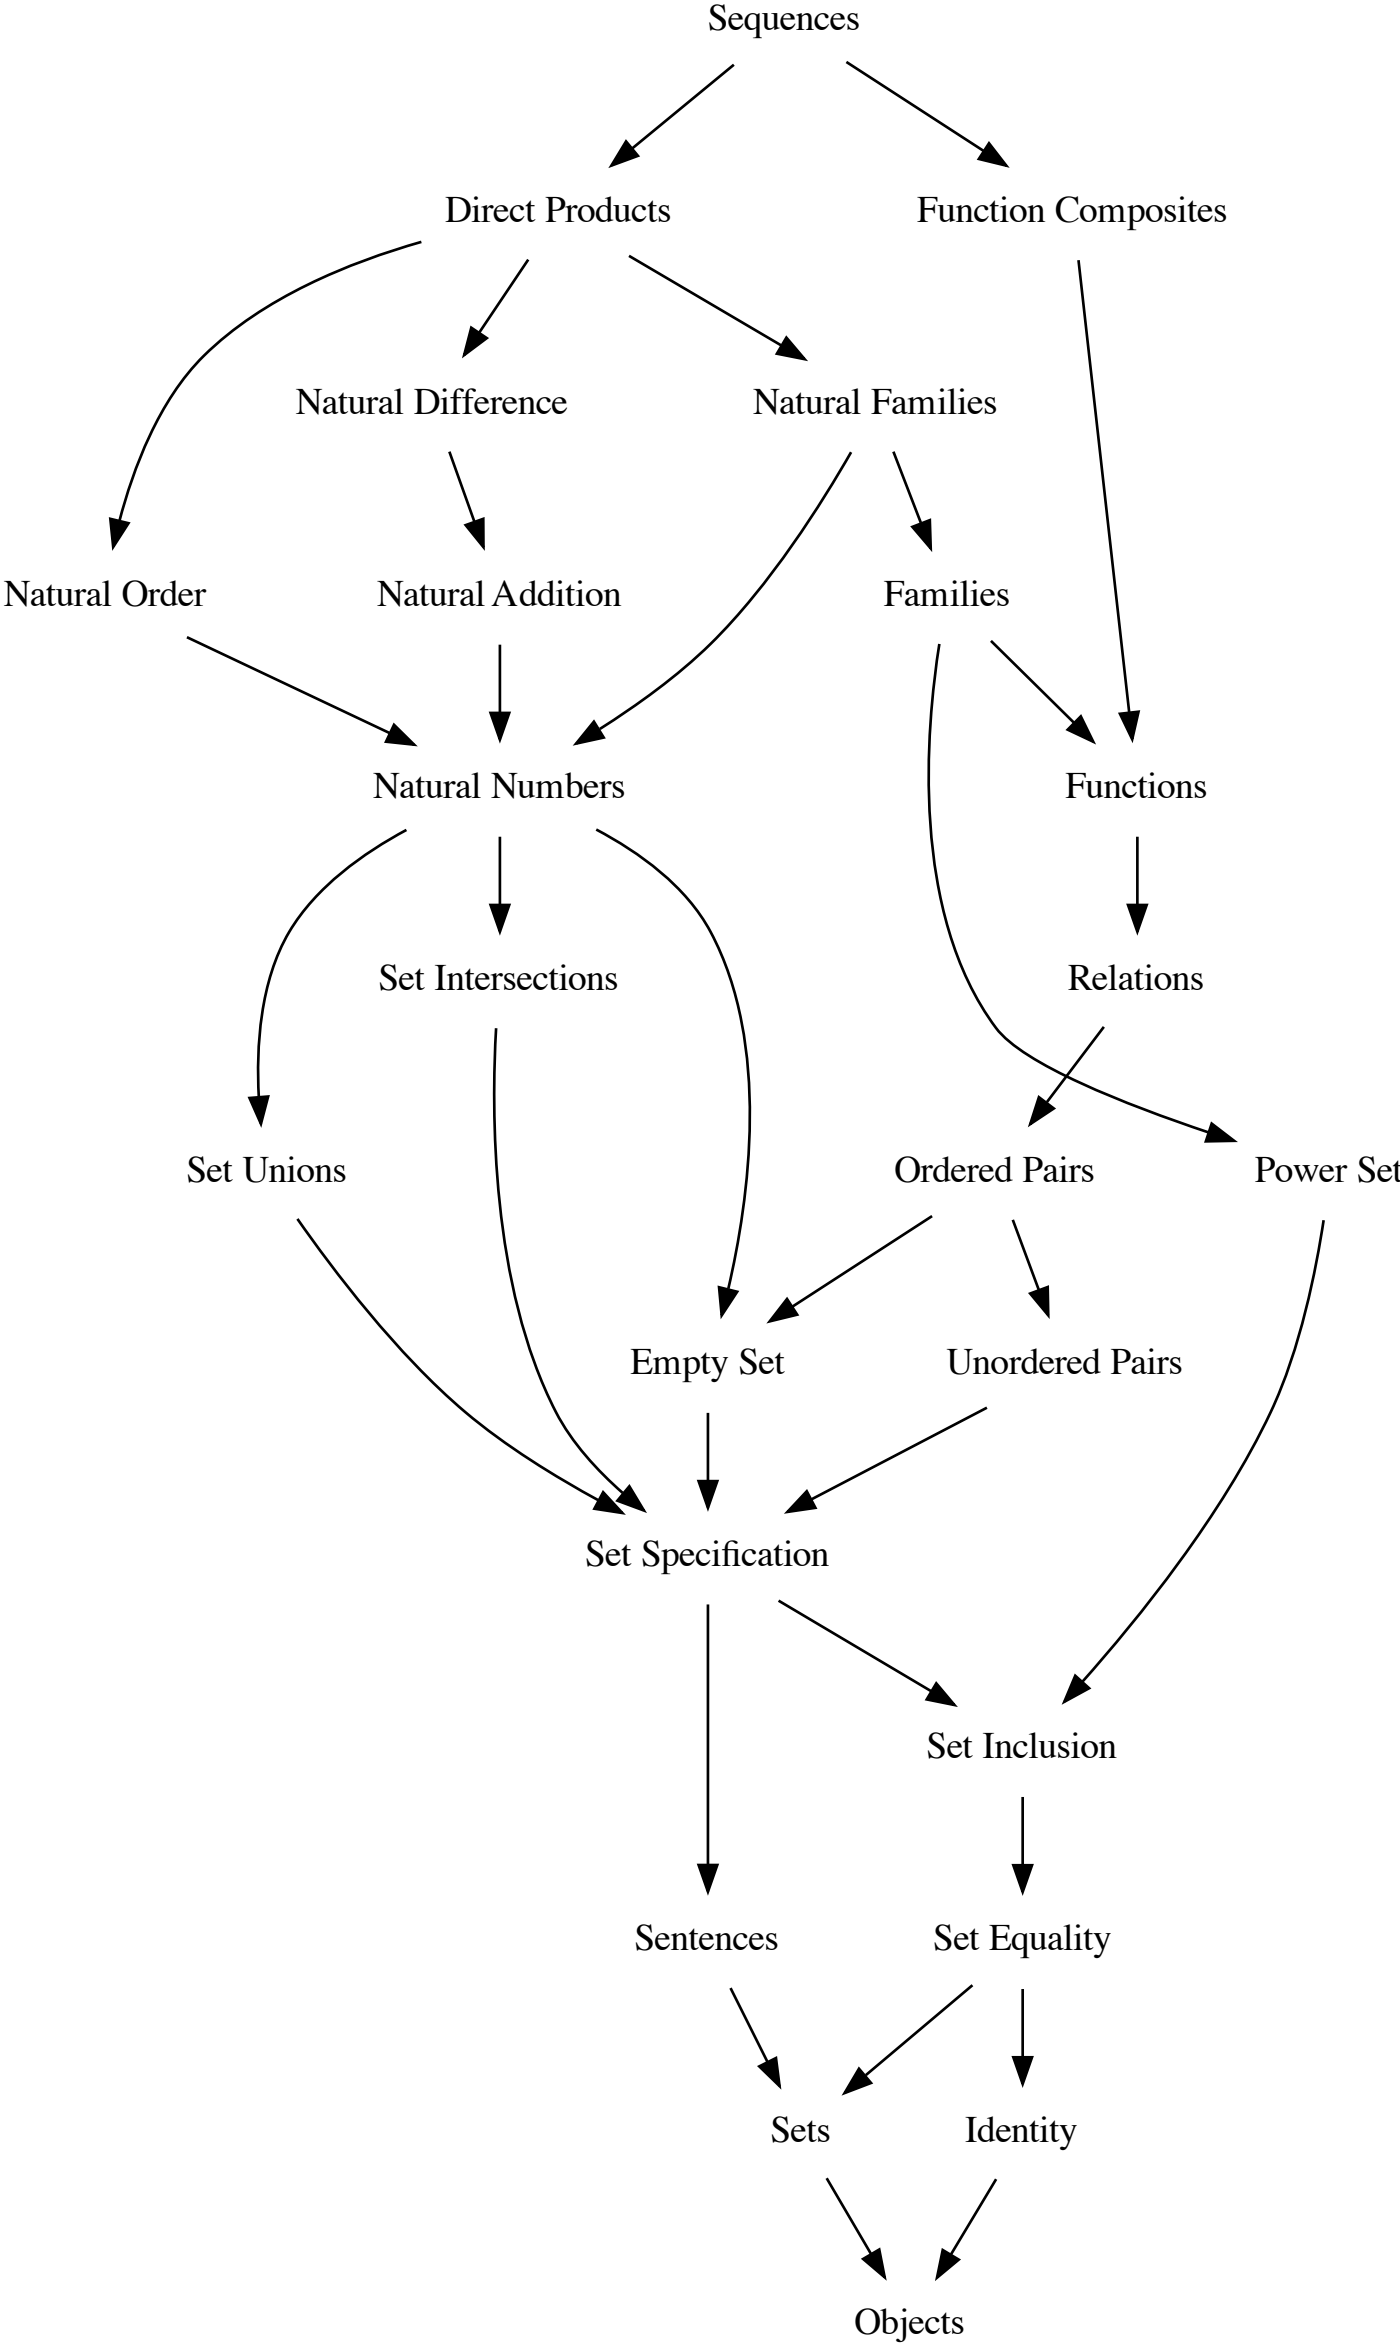 Sequences
Direct Products
Function Composites
Natural Difference
Natural Families
Natural Order
Natural Addition
Families
Natural Numbers
Functions
Set Intersections
Relations
Set Unions
Ordered Pairs
Power Set
Empty Set
Unordered Pairs
Set Specification
Set Inclusion
Sentences
Set Equality
Sets
Identity
Objects